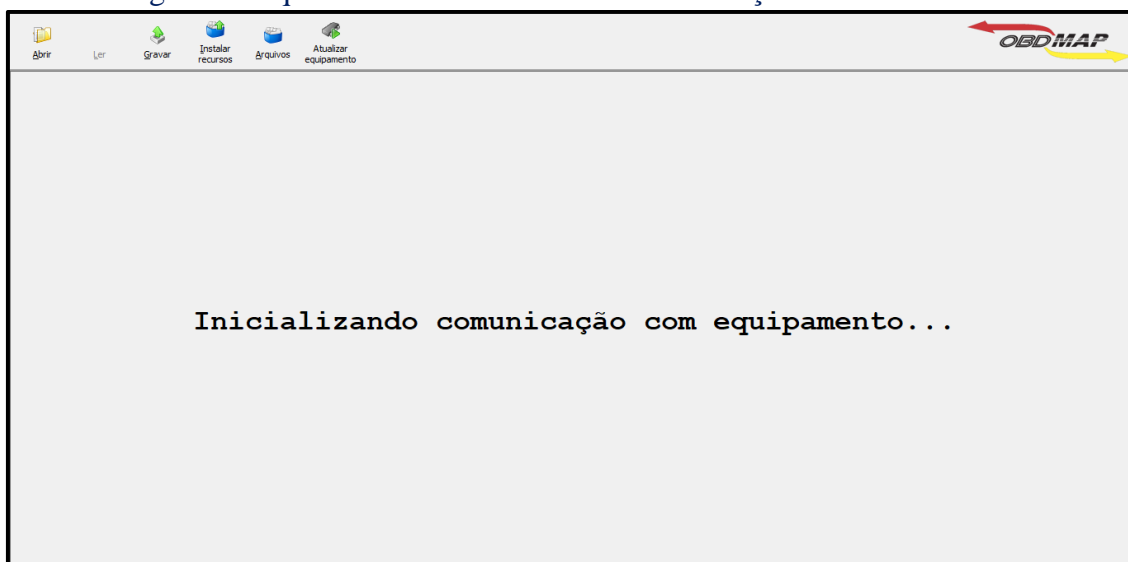 Abrir
Ler
Gravar
Instalar
recursos
Arquivos
Atualizar
equipamento
OBDMAP
Inicializando comunicação com equipamento...